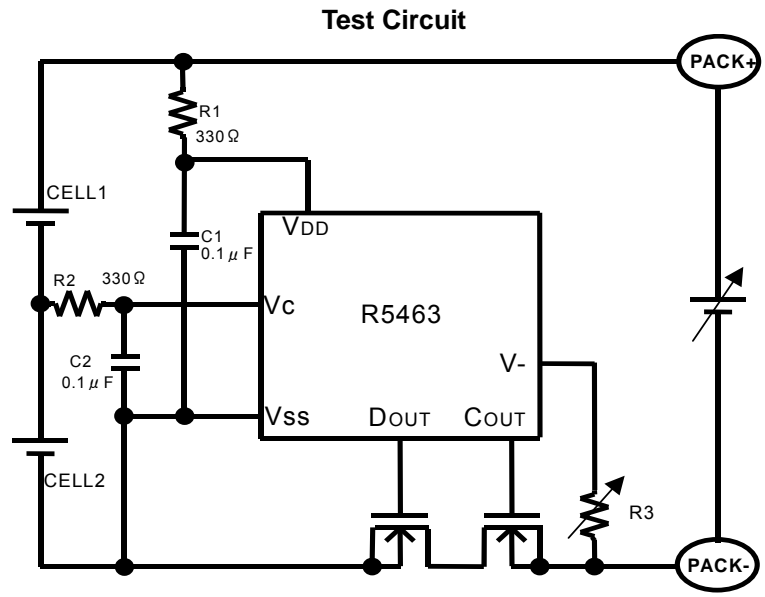 Test Circuit
PACK+
R1
330Ω
CELL1
VDD
C1
0.1μF
R2 330Ω
Vc
R5463
C2
0.1μF
V-
Vss
DOUT COUT
CELL2
R3
PACK-